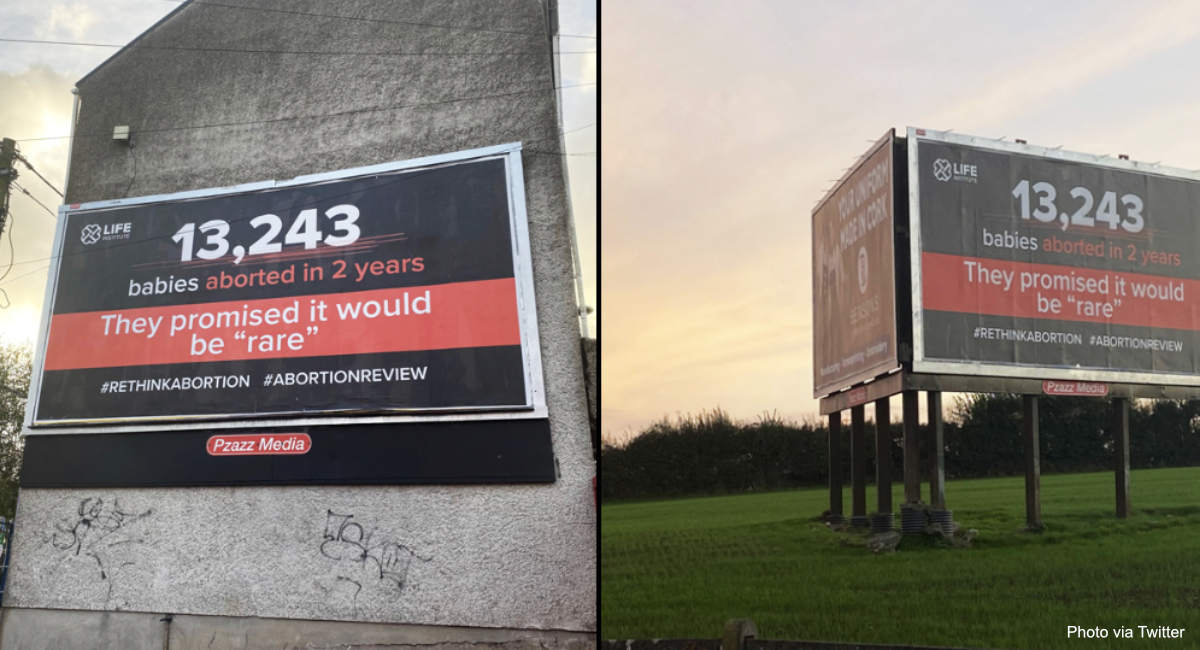 LIFE
INSTITUTE
13,243
babies aborted in 2 years
They promised it would
be “rare”
#RETHINKABORTION #ABORTIONREVIEW
Pzazz Media
YOUR UNIFORM
MADE IN CORK
LIFE
INSTITUTE
13,243
babies aborted in 2 years
They promised it would
be “rare”
#RETHINKABORTION #ABORTIONREVIEW
Pzazz Media
Photo via Twitter